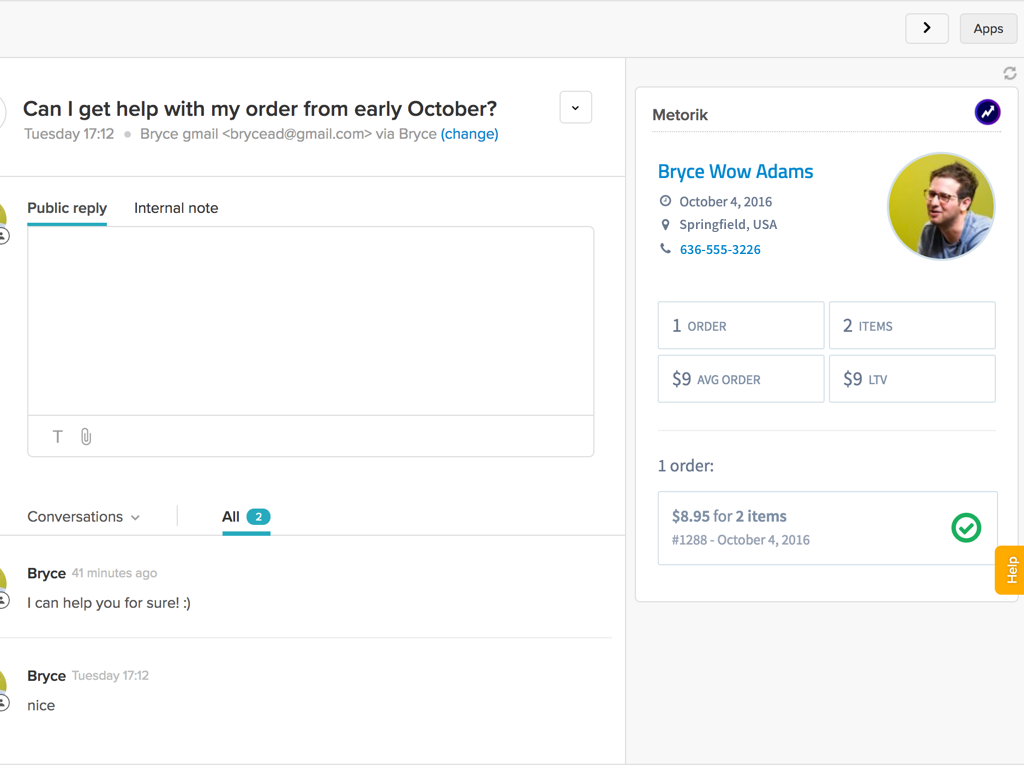 Apps
Can I get help with my order from early October?
Tuesday 17:12 Bryce gmail <brycead@gmail.com> via Bryce (change)
Public reply Internal note
T
Conversations All 2
Bryce 41 minutes ago
I can help you for sure! :)
Bryce Tuesday 17:12
nice
Metorik
Bryce Wow Adams
October 4, 2016
Springfield, USA
636-555-3226
1 ORDER 2 ITEMS
$9 AVG ORDER $9 LTV
1 order:
$8.95 for 2 items
#1288 - October 4, 2016
Help